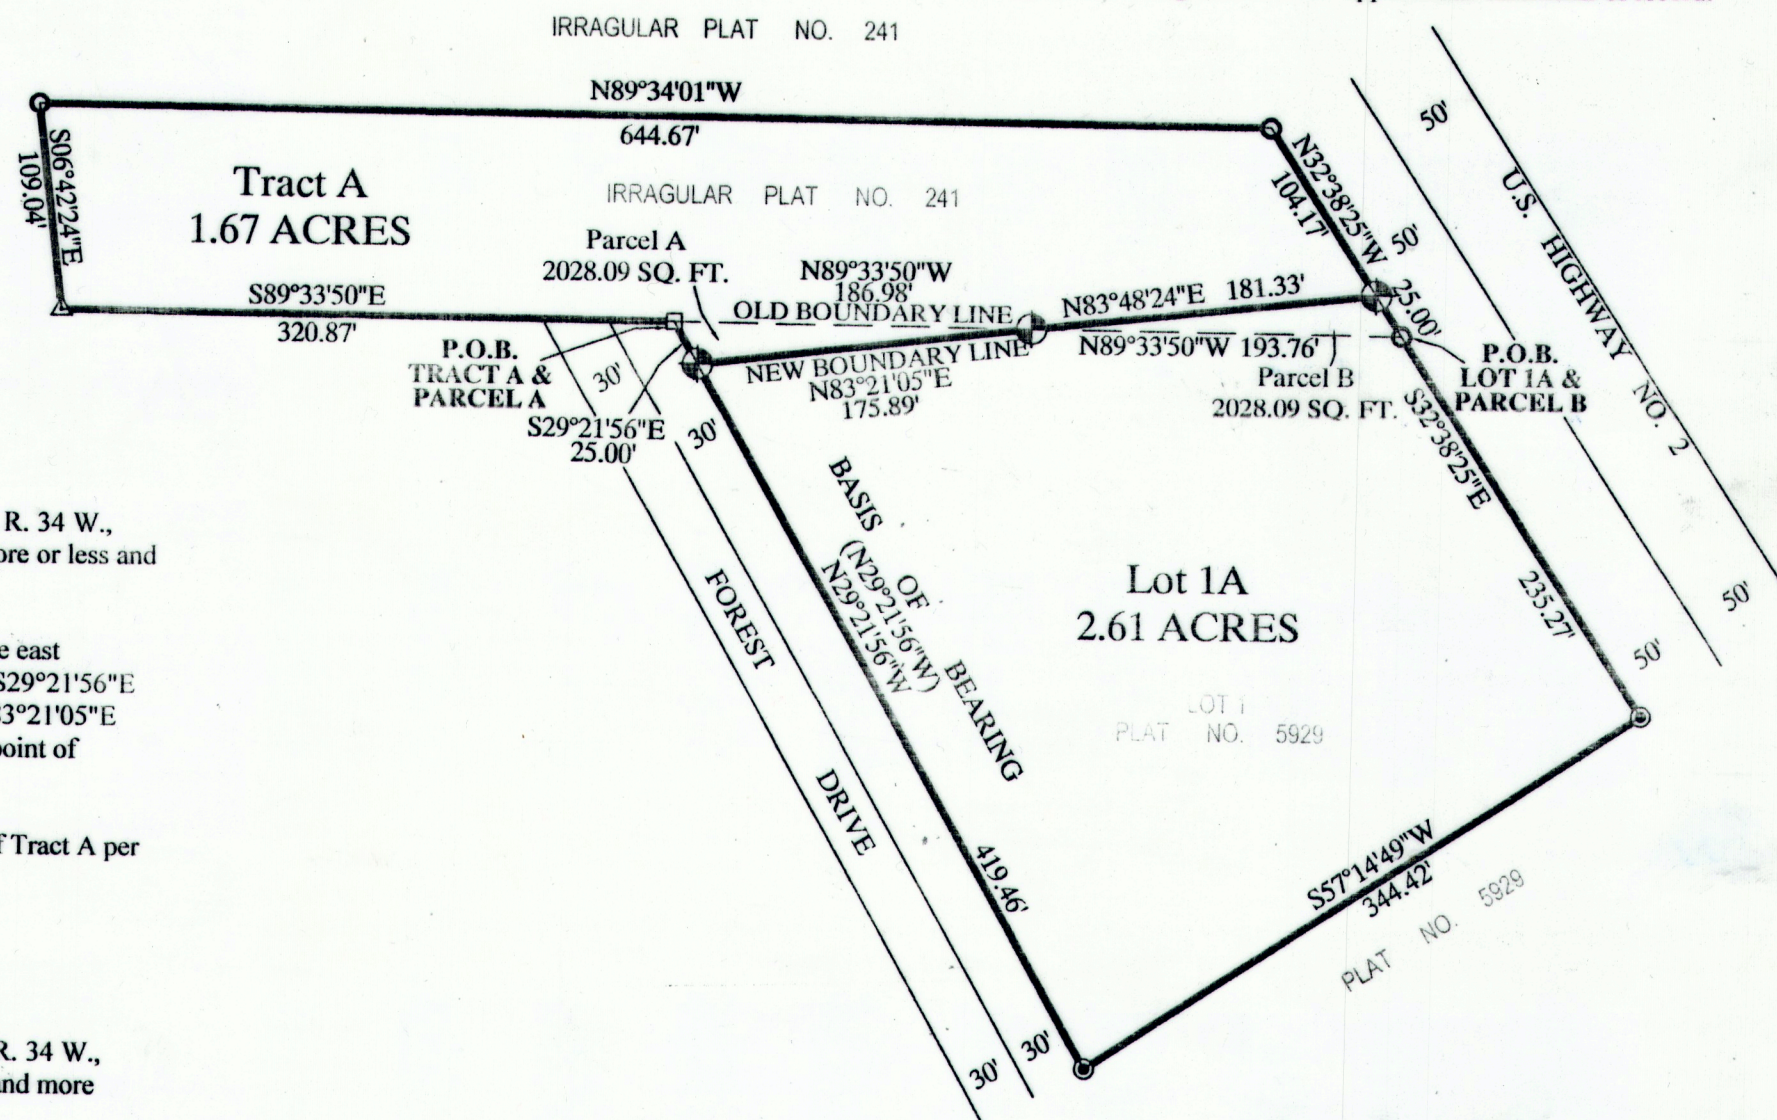 IRRAGULAR PLAT NO. 241
N89°34'01"W
644.67'
S06°42'24"E
109.04'
Tract A
1.67 ACRES
IRRAGULAR PLAT NO. 241
N32°38'25"W
104.17'
50'
50'
U.S. HIGHWAY NO. 2
Parcel A
2028.09 SQ. FT.
N89°33'50"W
186.98'
OLD BOUNDARY LINE
N83°48'24"E 181.33'
25.00'
S89°33'50"E
320.87'
P.O.B.
TRACT A &
PARCEL A
30'
NEW BOUNDARY LINE
N83°21'05"E
175.89'
N89°33'50"W 193.76'
Parcel B
2028.09 SQ. FT.
P.O.B.
LOT 1A &
PARCEL B
S29°21'56"E
25.00'
30'
S32°38'25"E
235.27'
50'
50'
BASIS OF BEARING
(N29°21'56"W)
N29°21'56"W
419.46'
FOREST DRIVE
Lot 1A
2.61 ACRES
LOT 1
PLAT NO. 5929
S57°14'49"W
344.42'
PLAT NO. 5929
30'
30'
R. 34 W.,
ore or less and
e east
S29°21'56"E
3°21'05"E
point of
f Tract A per
R. 34 W.,
and more